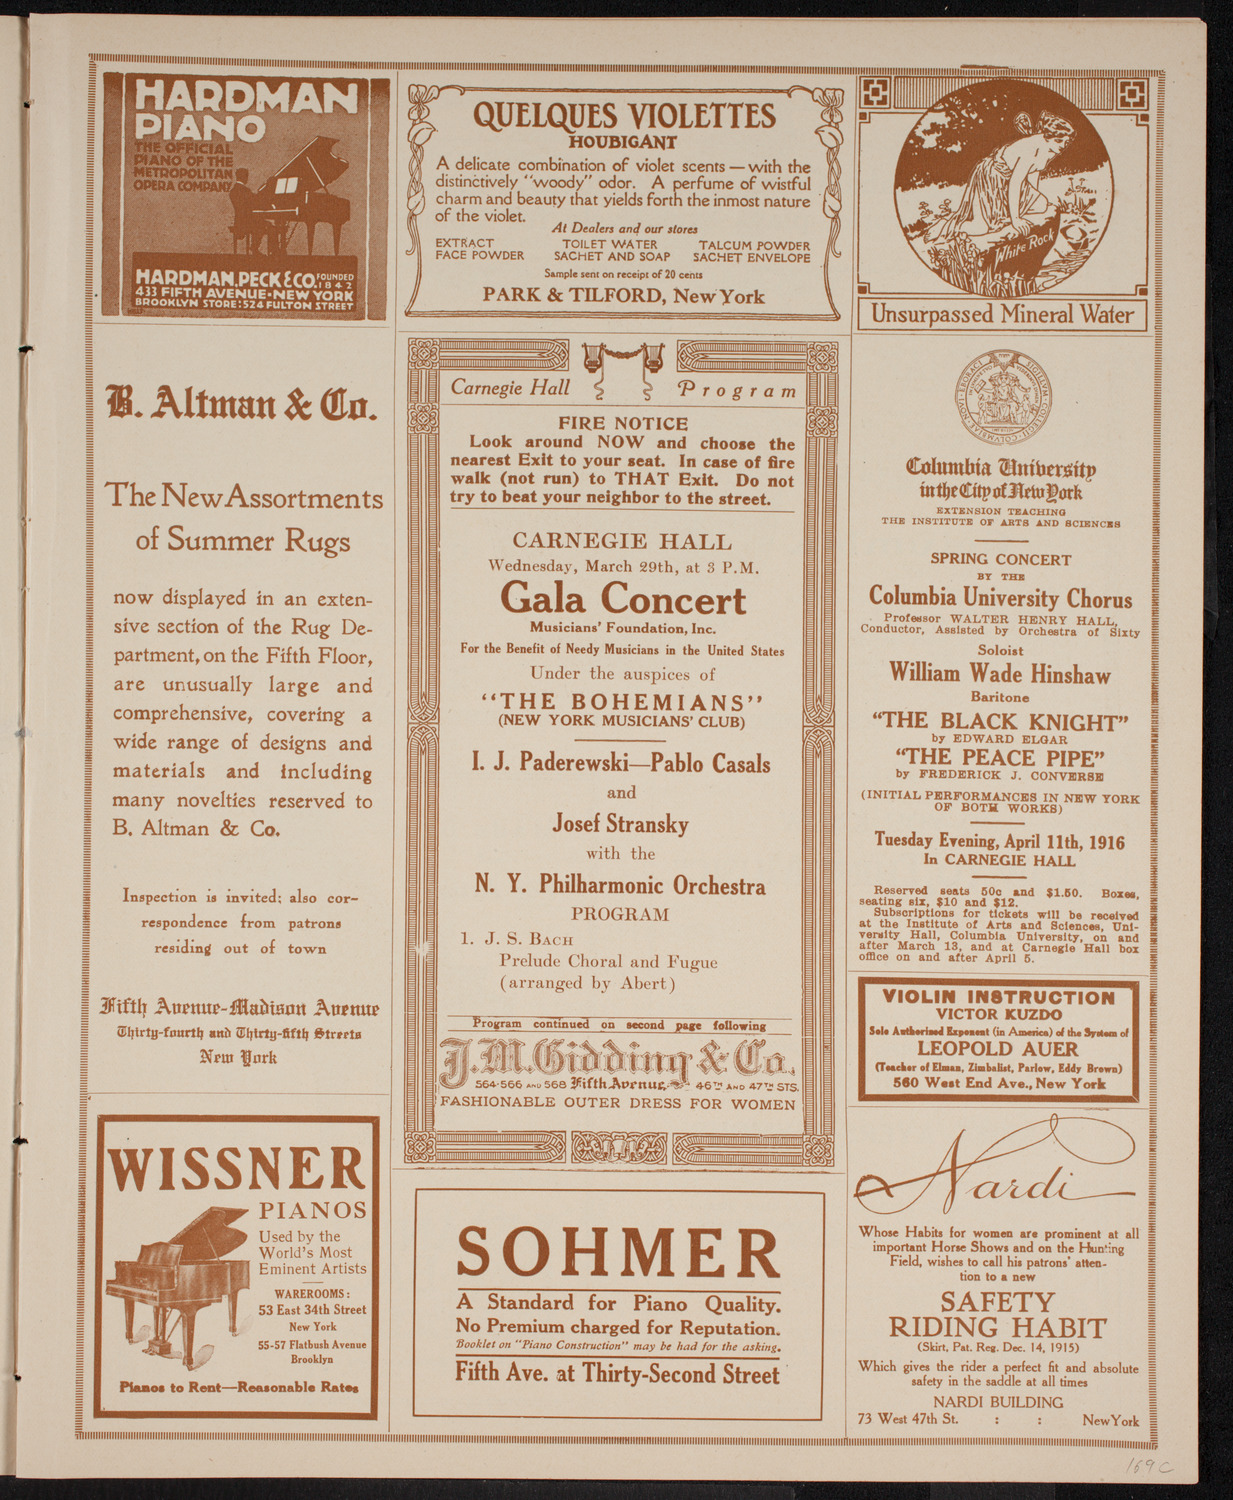 HARDMAN
PIANO
THE OFFICIAL
PIANO OF THE
METROPOLITAN
OPERA COMPANY
HARDMAN, PECK & CO. FOUNDED 1842
433 FIFTH AVENUE · NEW YORK
BROOKLYN STORE: 524 FULTON STREET
QUELQUES VIOLETTES
HOUBIGANT
A delicate combination of violet scents — with the
distinctively "woody" odor. A perfume of wistful
charm and beauty that yields forth the inmost nature
of the violet.
At Dealers and our stores
EXTRACT TOILET WATER TALCUM POWDER
FACE POWDER SACHET AND SOAP SACHET ENVELOPE
Sample sent on receipt of 20 cents
PARK & TILFORD, New York
White Rock
Unsurpassed Mineral Water
B. Altman & Co.
The New Assortments
of Summer Rugs
now displayed in an exten-
sive section of the Rug De-
partment, on the Fifth Floor,
are unusually large and
comprehensive, covering a
wide range of designs and
materials and including
many novelties reserved to
B. Altman & Co.
Inspection is invited; also cor-
respondence from patrons
residing out of town
Fifth Avenue-Madison Avenue
Thirty-fourth and Thirty-fifth Streets
New York
WISSNER
PIANOS
Used by the
World's Most
Eminent Artists
WAREROOMS:
53 East 34th Street
New York
55-57 Flatbush Avenue
Brooklyn
Pianos to Rent—Reasonable Rates
Carnegie Hall Program
FIRE NOTICE
Look around NOW and choose the
nearest Exit to your seat. In case of fire
walk (not run) to THAT Exit. Do not
try to beat your neighbor to the street.
CARNEGIE HALL
Wednesday, March 29th, at 3 P.M.
Gala Concert
Musicians' Foundation, Inc.
For the Benefit of Needy Musicians in the United States
Under the auspices of
"THE BOHEMIANS"
(NEW YORK MUSICIANS' CLUB)
I. J. Paderewski—Pablo Casals
and
Josef Stransky
with the
N. Y. Philharmonic Orchestra
PROGRAM
1. J. S. BACH
Prelude Choral and Fugue
(arranged by Abert)
Program continued on second page following
J. M. Gidding & Co.
564-566 AND 568 Fifth Avenue, 46TH AND 47TH STS.
FASHIONABLE OUTER DRESS FOR WOMEN
SOHMER
A Standard for Piano Quality.
No Premium charged for Reputation.
Booklet on "Piano Construction" may be had for the asking.
Fifth Ave. at Thirty-Second Street
Columbia University
in the City of New York
EXTENSION TEACHING
THE INSTITUTE OF ARTS AND SCIENCES
SPRING CONCERT
BY THE
Columbia University Chorus
Professor WALTER HENRY HALL,
Conductor, Assisted by Orchestra of Sixty
Soloist
William Wade Hinshaw
Baritone
"THE BLACK KNIGHT"
by EDWARD ELGAR
"THE PEACE PIPE"
by FREDERICK J. CONVERSE
(INITIAL PERFORMANCES IN NEW YORK
OF BOTH WORKS)
Tuesday Evening, April 11th, 1916
In CARNEGIE HALL
Reserved seats 50c and $1.50. Boxes,
seating six, $10 and $12.
Subscriptions for tickets will be received
at the Institute of Arts and Sciences, Uni-
versity Hall, Columbia University, on and
after March 13, and at Carnegie Hall box
office on and after April 5.
VIOLIN INSTRUCTION
VICTOR KUZDO
Sole Authorized Exponent (in America) of the System of
LEOPOLD AUER
(Teacher of Elman, Zimbalist, Parlow, Eddy Brown)
560 West End Ave., New York
Nardi
Whose Habits for women are prominent at all
important Horse Shows and on the Hunting
Field, wishes to call his patrons' atten-
tion to a new
SAFETY
RIDING HABIT
(Skirt, Pat. Reg. Dec. 14, 1915)
Which gives the rider a perfect fit and absolute
safety in the saddle at all times
NARDI BUILDING
73 West 47th St. : : New York
169C